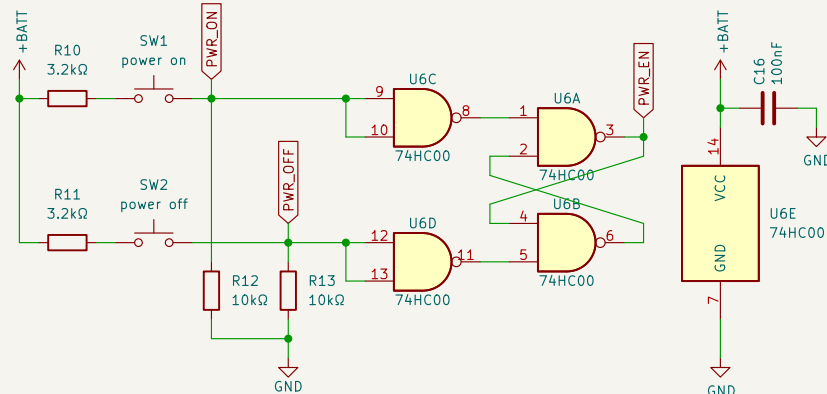 +BATT
R10
3.2kΩ
SW1
power on
PWR_ON
9
10
U6C
8
74HC00
1
2
U6A
3
74HC00
PWR_EN
+BATT
C16
100nF
GND
14
VCC
GND
7
U6E
74HC00
GND
R11
3.2kΩ
SW2
power off
PWR_OFF
12
13
U6D
11
74HC00
4
5
U6B
6
74HC00
R12
10kΩ
R13
10kΩ
GND